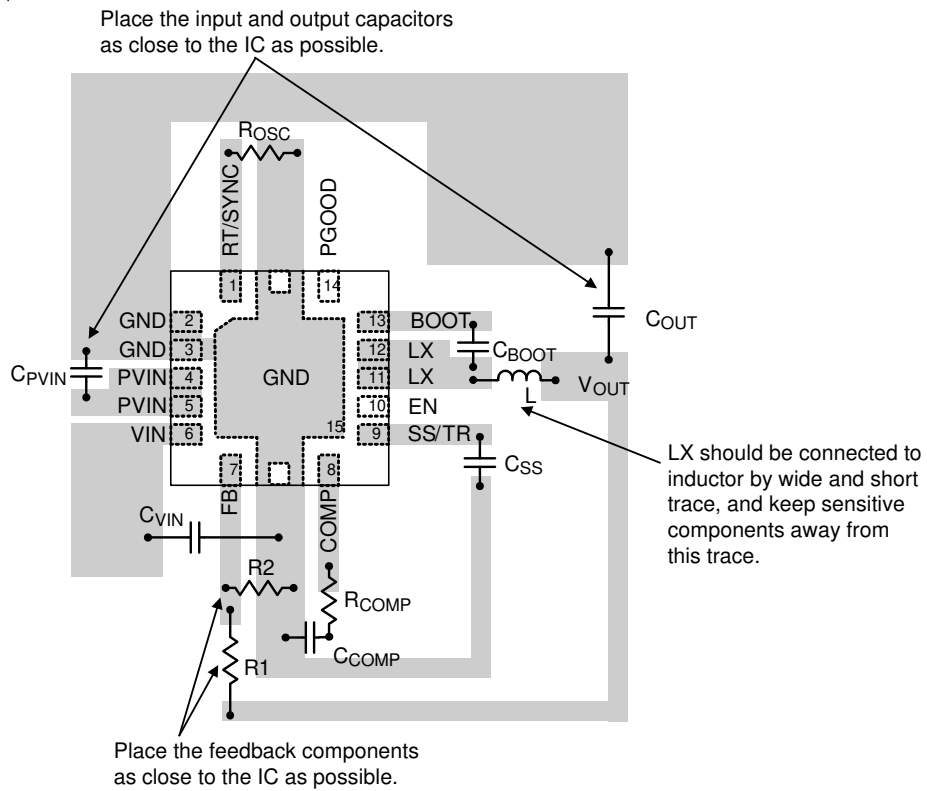 Place the input and output capacitors
as close to the IC as possible.
ROSC
RT/SYNC
PGOOD
1
14
GND 2
13 BOOT
GND 3
12 LX
CBOOT
COUT
CPVIN
PVIN 4
GND
11 LX
L
VOUT
PVIN 5
10 EN
VIN 6
15
9 SS/TR
CSS
7
8
FB
COMP
CVIN
LX should be connected to
inductor by wide and short
trace, and keep sensitive
components away from
this trace.
R2
RCOMP
CCOMP
R1
Place the feedback components
as close to the IC as possible.